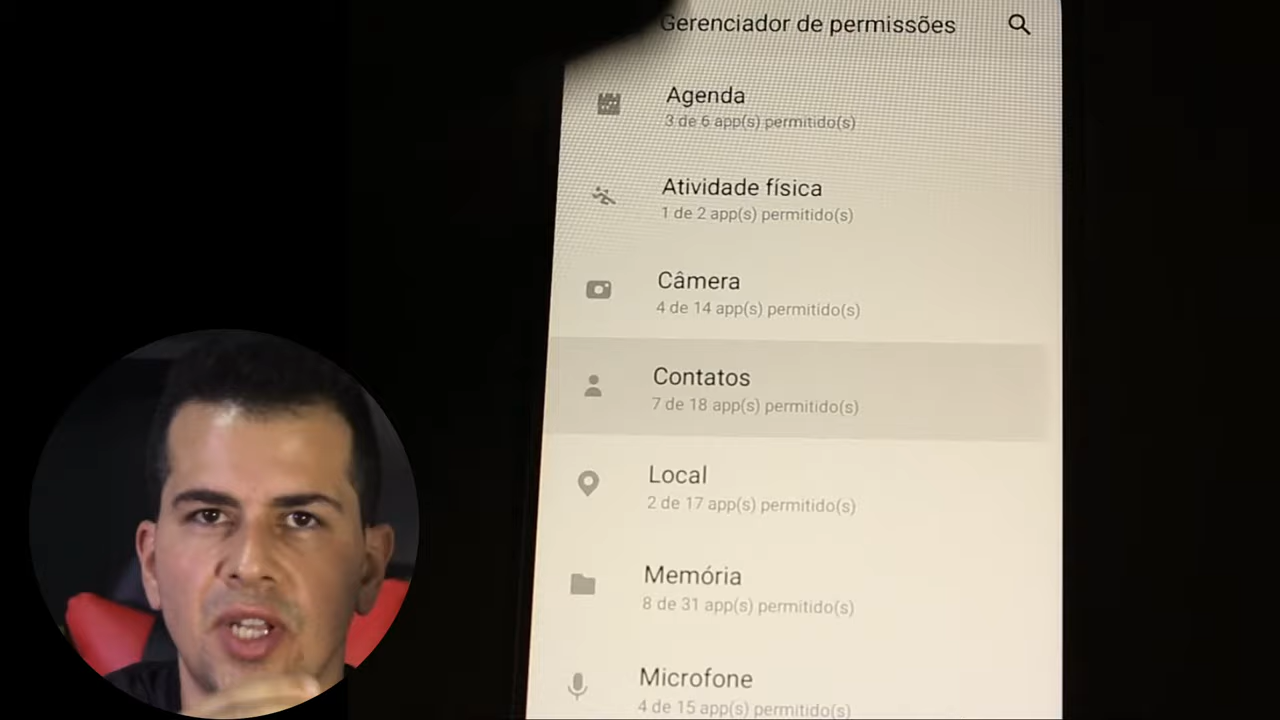 Gerenciador de permissões
Agenda
3 de 6 app(s) permitido(s)
Atividade física
1 de 2 app(s) permitido(s)
Câmera
4 de 14 app(s) permitido(s)
Contatos
7 de 18 app(s) permitido(s)
Local
2 de 17 app(s) permitido(s)
Memória
8 de 31 app(s) permitido(s)
Microfone
4 de 15 app(s) permitido(s)